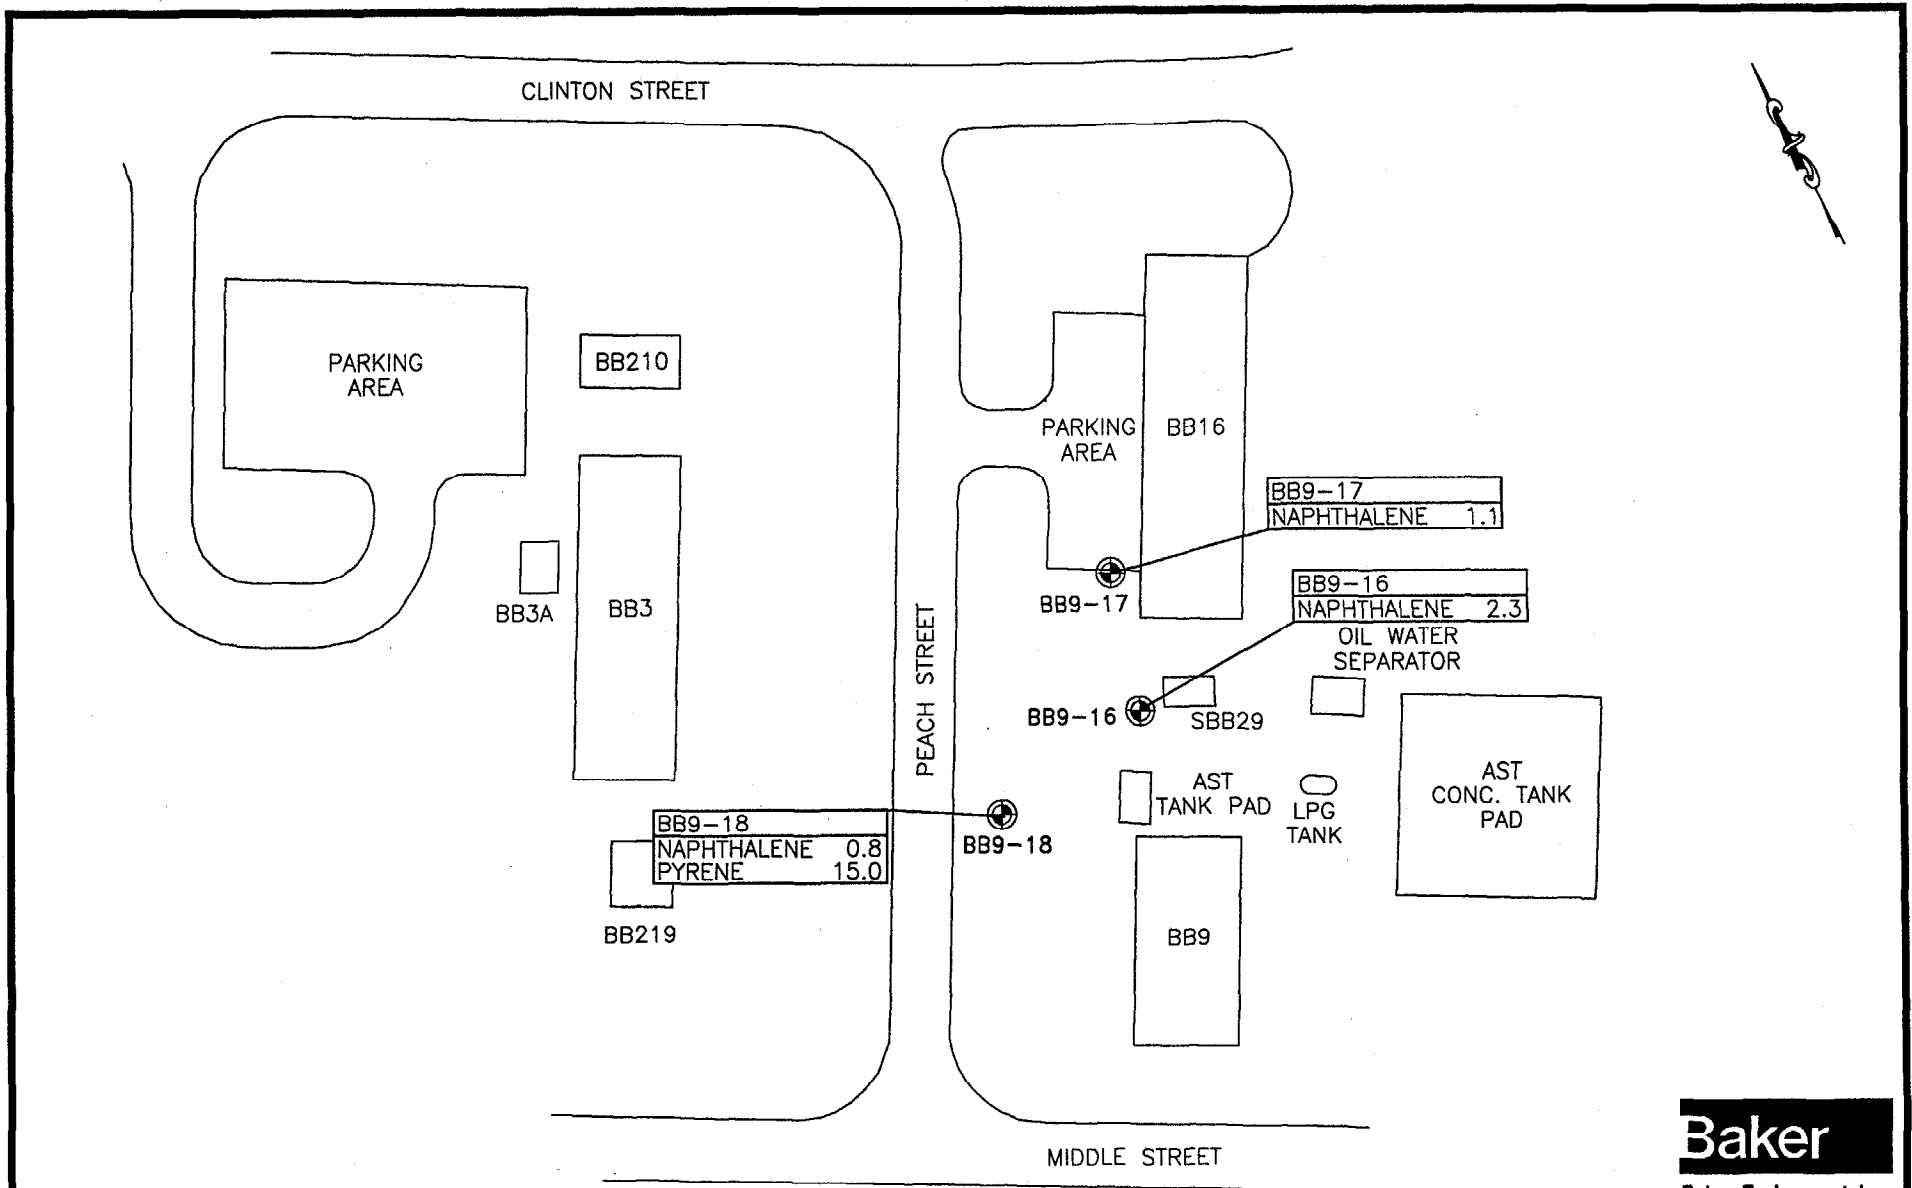 CLINTON STREET
PARKING
AREA
BB210
PARKING
AREA
BB16
BB9-17
NAPHTHALENE 1.1
BB9-17
BB9-16
NAPHTHALENE 2.3
OIL WATER
SEPARATOR
BB3A
BB3
PEACH STREET
BB9-16
SBB29
AST
TANK PAD
LPG
TANK
AST
CONC. TANK
PAD
BB9-18
NAPHTHALENE 0.8
PYRENE 15.0
BB9-18
BB219
BB9
MIDDLE STREET
Baker